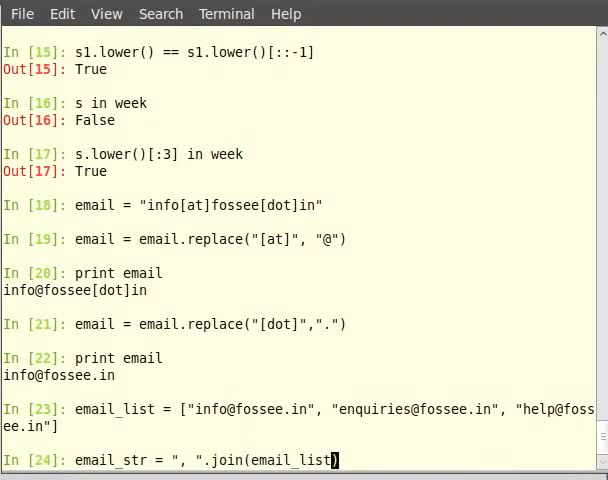 File Edit View Search Terminal Help
In [15]: s1.lower() == s1.lower()[::-1]
Out[15]: True
In [16]: s in week
Out[16]: False
In [17]: s.lower()[:3] in week
Out[17]: True
In [18]: email = "info[at]fossee[dot]in"
In [19]: email = email.replace("[at]", "@")
In [20]: print email
info@fossee[dot]in
In [21]: email = email.replace("[dot]",".")
In [22]: print email
info@fossee.in
In [23]: email_list = ["info@fossee.in", "enquiries@fossee.in", "help@foss
ee.in"]
In [24]: email_str = ", ".join(email_list)